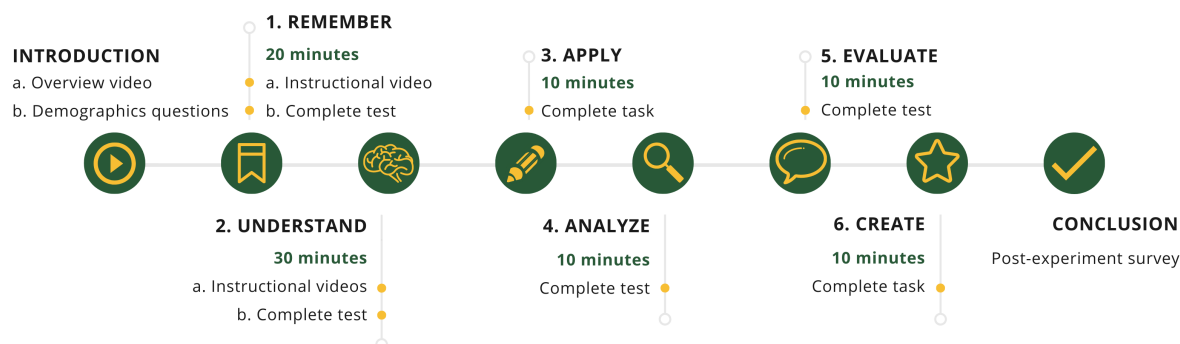 INTRODUCTION
a. Overview video
b. Demographics questions
1. REMEMBER
20 minutes
a. Instructional video
b. Complete test
2. UNDERSTAND
30 minutes
a. Instructional videos
b. Complete test
3. APPLY
10 minutes
Complete task
4. ANALYZE
10 minutes
Complete test
5. EVALUATE
10 minutes
Complete test
6. CREATE
10 minutes
Complete task
CONCLUSION
Post-experiment survey